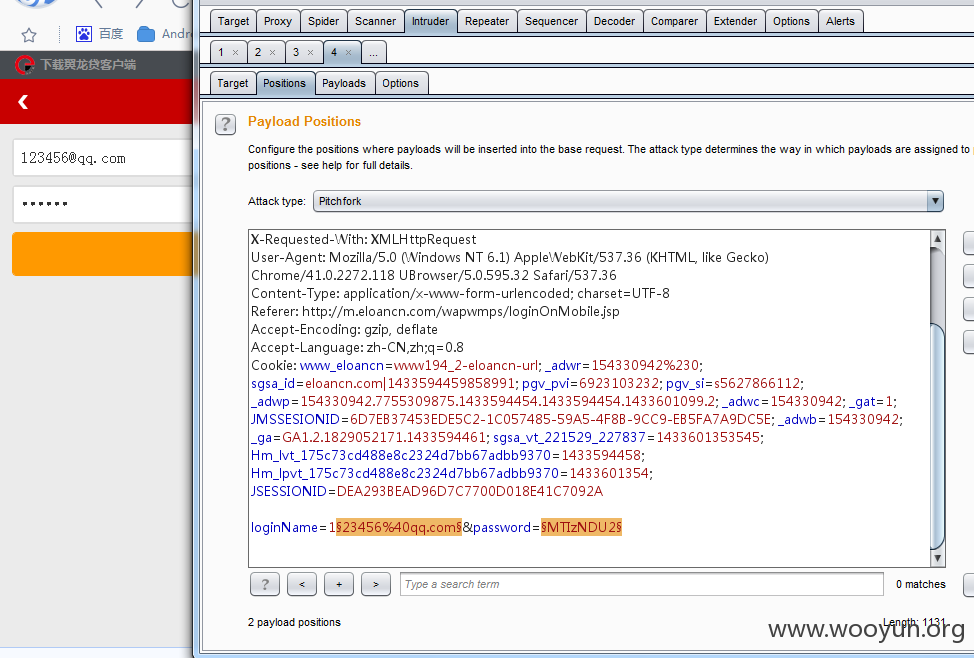 Target Proxy Spider Scanner Intruder Repeater Sequencer Decoder Comparer Extender Options Alerts
百度
1 × 2 × 3 × 4 × ...
下载翼龙贷客户端
Target Positions Payloads Options
? Payload Positions
Configure the positions where payloads will be inserted into the base request. The attack type determines the way in which payloads are assigned to
positions - see help for full details.
123456@qq.com
••••••
Attack type: Pitchfork
X-Requested-With: XMLHttpRequest
User-Agent: Mozilla/5.0 (Windows NT 6.1) AppleWebKit/537.36 (KHTML, like Gecko)
Chrome/41.0.2272.118 UBrowser/5.0.595.32 Safari/537.36
Content-Type: application/x-www-form-urlencoded; charset=UTF-8
Referer: http://m.eloancn.com/wapwmps/loginOnMobile.jsp
Accept-Encoding: gzip, deflate
Accept-Language: zh-CN,zh;q=0.8
Cookie: www_eloancn=www194_2-eloancn-url; _adwr=154330942%230;
sgsa_id=eloancn.com|1433594459858991; pgv_pvi=6923103232; pgv_si=s5627866112;
_adwp=154330942.7755309875.1433594454.1433594454.1433601099.2; _adwc=154330942; _gat=1;
JMSSESIONID=6D7EB37453EDE5C2-1C057485-59A5-4F8B-9CC9-EB5FA7A9DC5E; _adwb=154330942;
_ga=GA1.2.1829052171.1433594461; sgsa_vt_221529_227837=1433601353545;
Hm_lvt_175c73cd488e8c2324d7bb67adbb9370=1433594458;
Hm_lpvt_175c73cd488e8c2324d7bb67adbb9370=1433601354;
JSESSIONID=DEA293BEAD96D7C7700D018E41C7092A
loginName=1§23456%40qq.com§&password=§MTIzNDU2§
? < + > Type a search term 0 matches
2 payload positions Length: 1131
www.wooyun.org